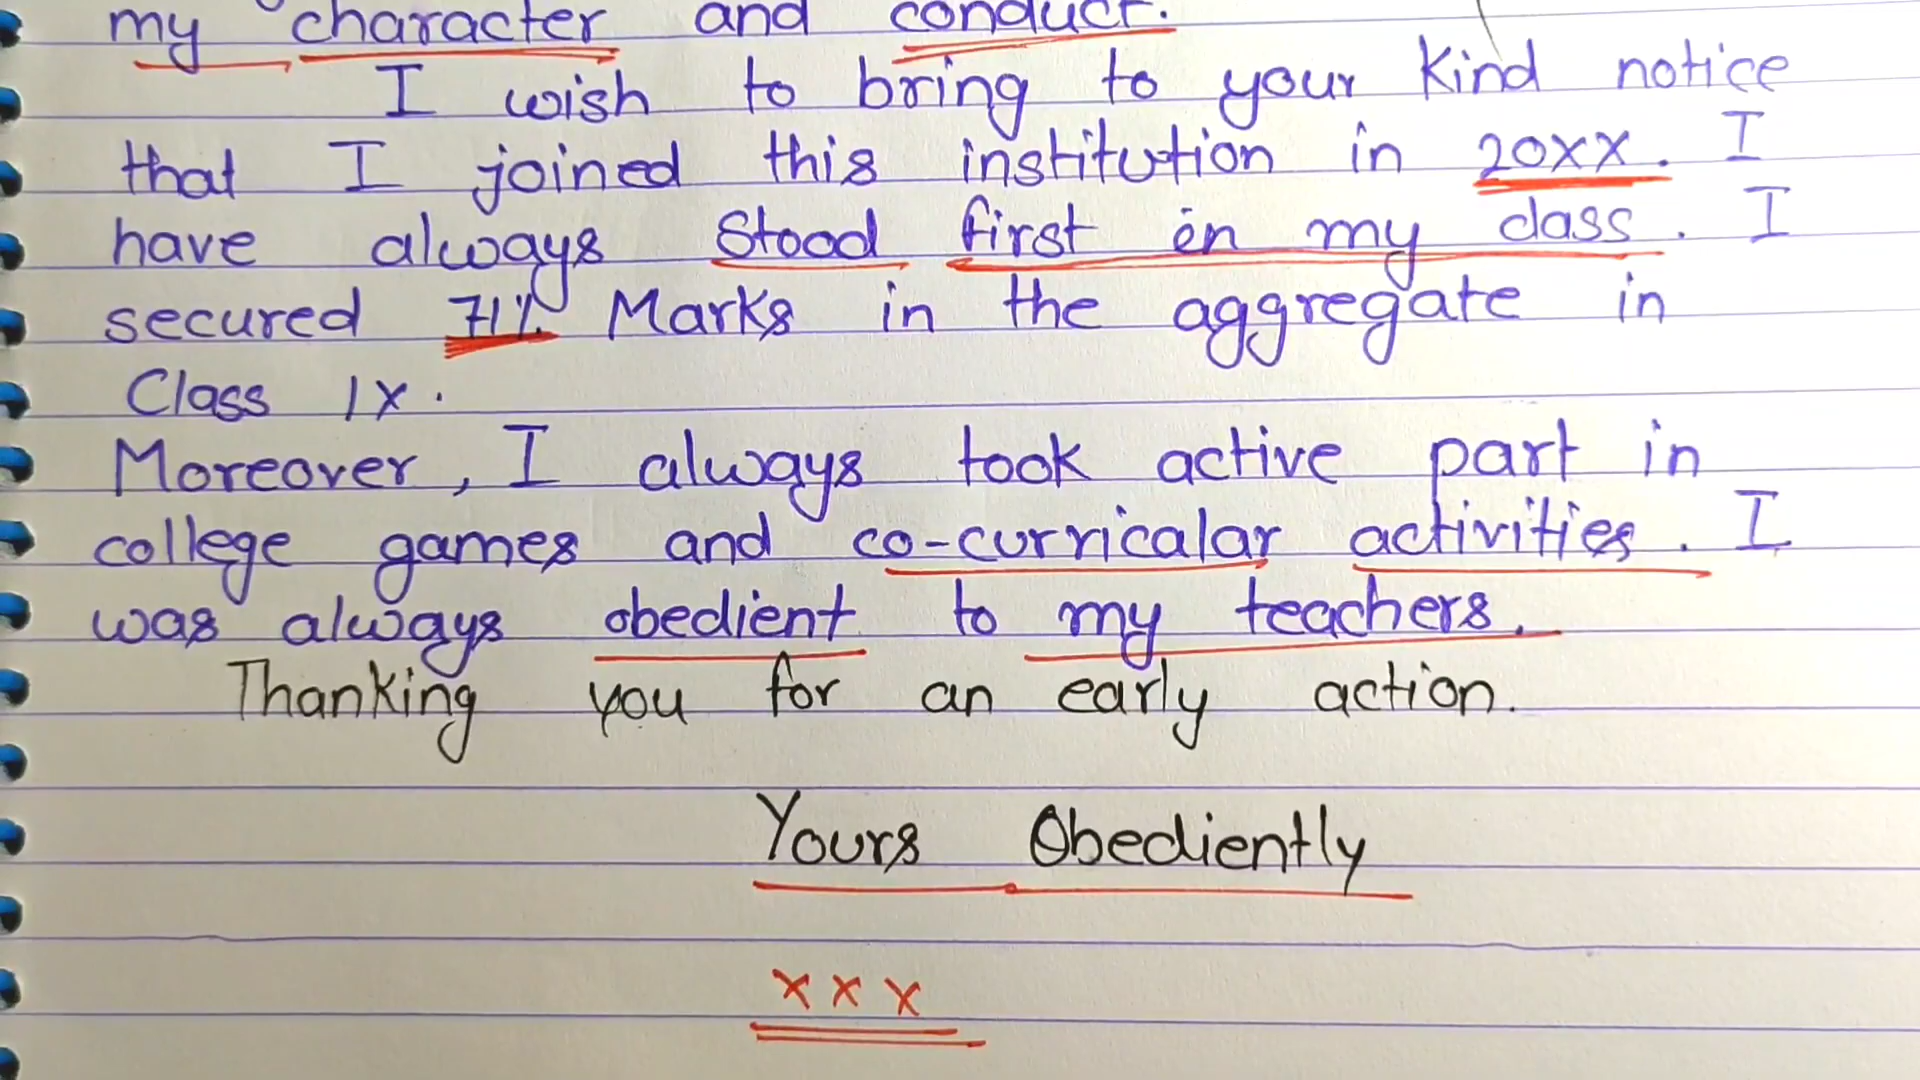 my character and conduct.
I wish to bring to your kind notice
that I joined this institution in 20XX. I
have always Stood first in my class. I
secured 71% Marks in the aggregate in
Class IX.
Moreover, I always took active part in
college games and co-curricalar activities. I
was always obedient to my teachers.
Thanking you for an early action.
Yours Obediently
XXX